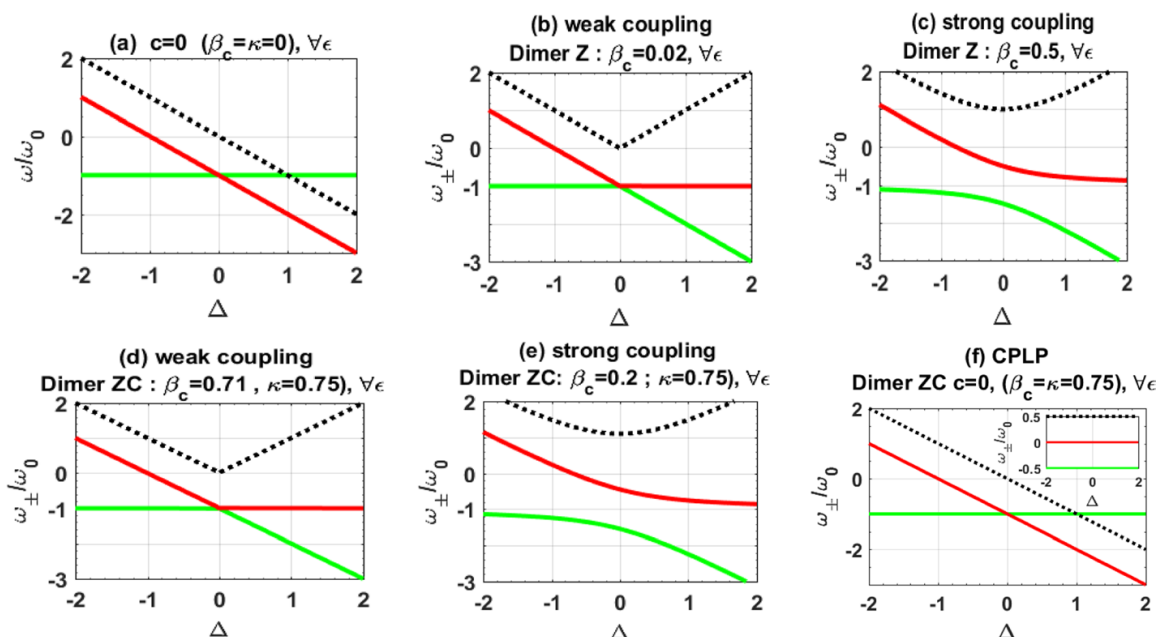 (a) c=0 (β_c=κ=0), ∀ϵ
2
0
-2
ω/ω_0
-2 -1 0 1 2
Δ
(b) weak coupling
Dimer Z : β_c=0.02, ∀ϵ
2
1
0
-1
-3
ω_±/ω_0
-2 -1 0 1 2
Δ
(c) strong coupling
Dimer Z : β_c=0.5, ∀ϵ
2
1
0
-1
-3
ω_±/ω_0
-2 -1 0 1 2
Δ
(d) weak coupling
Dimer ZC : β_c=0.71 , κ=0.75), ∀ϵ
2
0
-1
-3
ω_±/ω_0
-2 -1 0 1 2
Δ
(e) strong coupling
Dimer ZC: β_c=0.2 ; κ=0.75), ∀ϵ
2
0
-1
-3
ω_±/ω_0
-2 -1 0 1 2
Δ
(f) CPLP
Dimer ZC c=0, (β_c=κ=0.75), ∀ϵ
2
0
-2
ω_±/ω_0
-2 -1 0 1 2
Δ
0.5
0
-0.5
ω_±/ω_0
-2 0 2
Δ